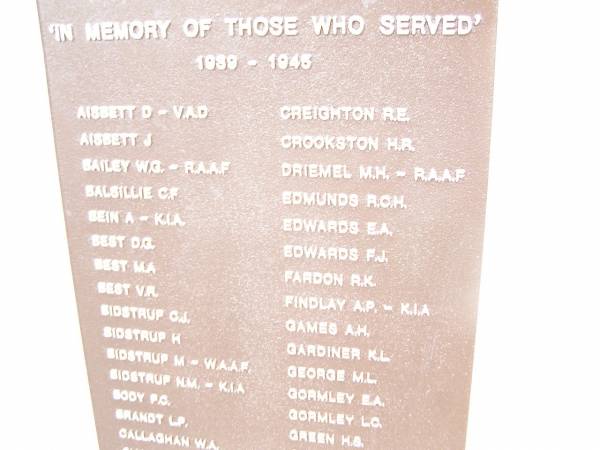 'IN MEMORY OF THOSE WHO SERVED'
1939 - 1945
AISBETT D - V.A.D
AISBETT J
BAILEY W.G. - R.A.A.F
BALSILLIE C.F
BEIN A - K.I.A.
BEST D.G.
BEST M.A
BEST V.R.
BIDSTRUP C.J.
BIDSTRUP H
BIDSTRUP M - W.A.A.F.
BIDSTRUP N.M. - K.I.A
BODY F.C.
BRANDT L.F.
CALLAGHAN W.A.
CREIGHTON R.E.
CROOKSTON H.R.
DRIEMEL M.H. - R.A.A.F
EDMUNDS R.C.H.
EDWARDS E.A.
EDWARDS F.J.
FARDON R.K.
FINDLAY A.P. - K.I.A
GAMES A.H.
GARDINER K.L.
GEORGE M.L.
GORMLEY E.A.
GORMLEY L.C.
GREEN H.S.